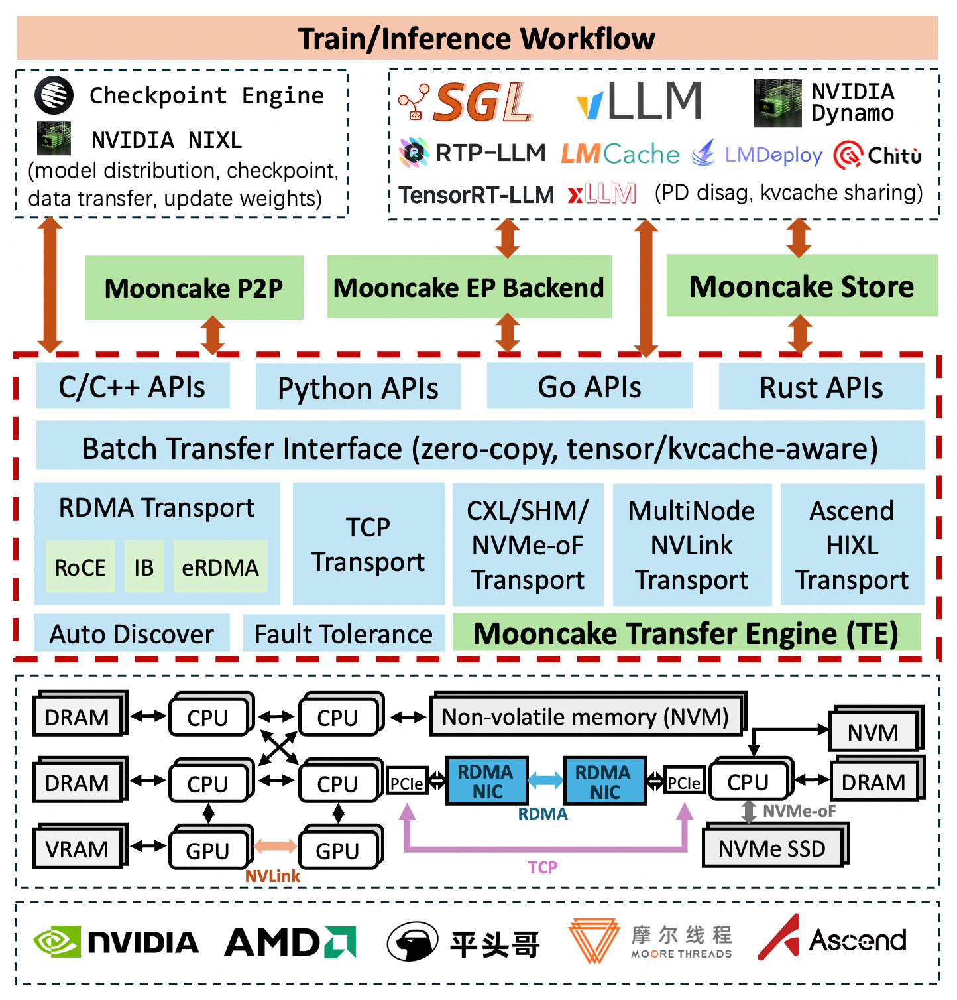 Train/Inference Workflow
Checkpoint Engine
NVIDIA NIXL
(model distribution, checkpoint,
data transfer, update weights)
SGL
vLLM
NVIDIA
Dynamo
RTP-LLM
LMCache
LMDeploy
Chitù
TensorRT-LLM
xLLM
(PD disag, kvcache sharing)
Mooncake P2P
Mooncake EP Backend
Mooncake Store
C/C++ APIs
Python APIs
Go APIs
Rust APIs
Batch Transfer Interface (zero-copy, tensor/kvcache-aware)
RDMA Transport
RoCE
IB
eRDMA
TCP
Transport
CXL/SHM/
NVMe-oF
Transport
MultiNode
NVLink
Transport
Ascend
HIXL
Transport
Auto Discover
Fault Tolerance
Mooncake Transfer Engine (TE)
DRAM
CPU
CPU
Non-volatile memory (NVM)
NVM
DRAM
CPU
CPU
PCIe
RDMA
NIC
RDMA
NIC
RDMA
PCIe
CPU
DRAM
NVMe-oF
VRAM
GPU
GPU
NVLink
TCP
NVMe SSD
NVIDIA
AMD
平头哥
摩尔线程
MOORE THREADS
Ascend